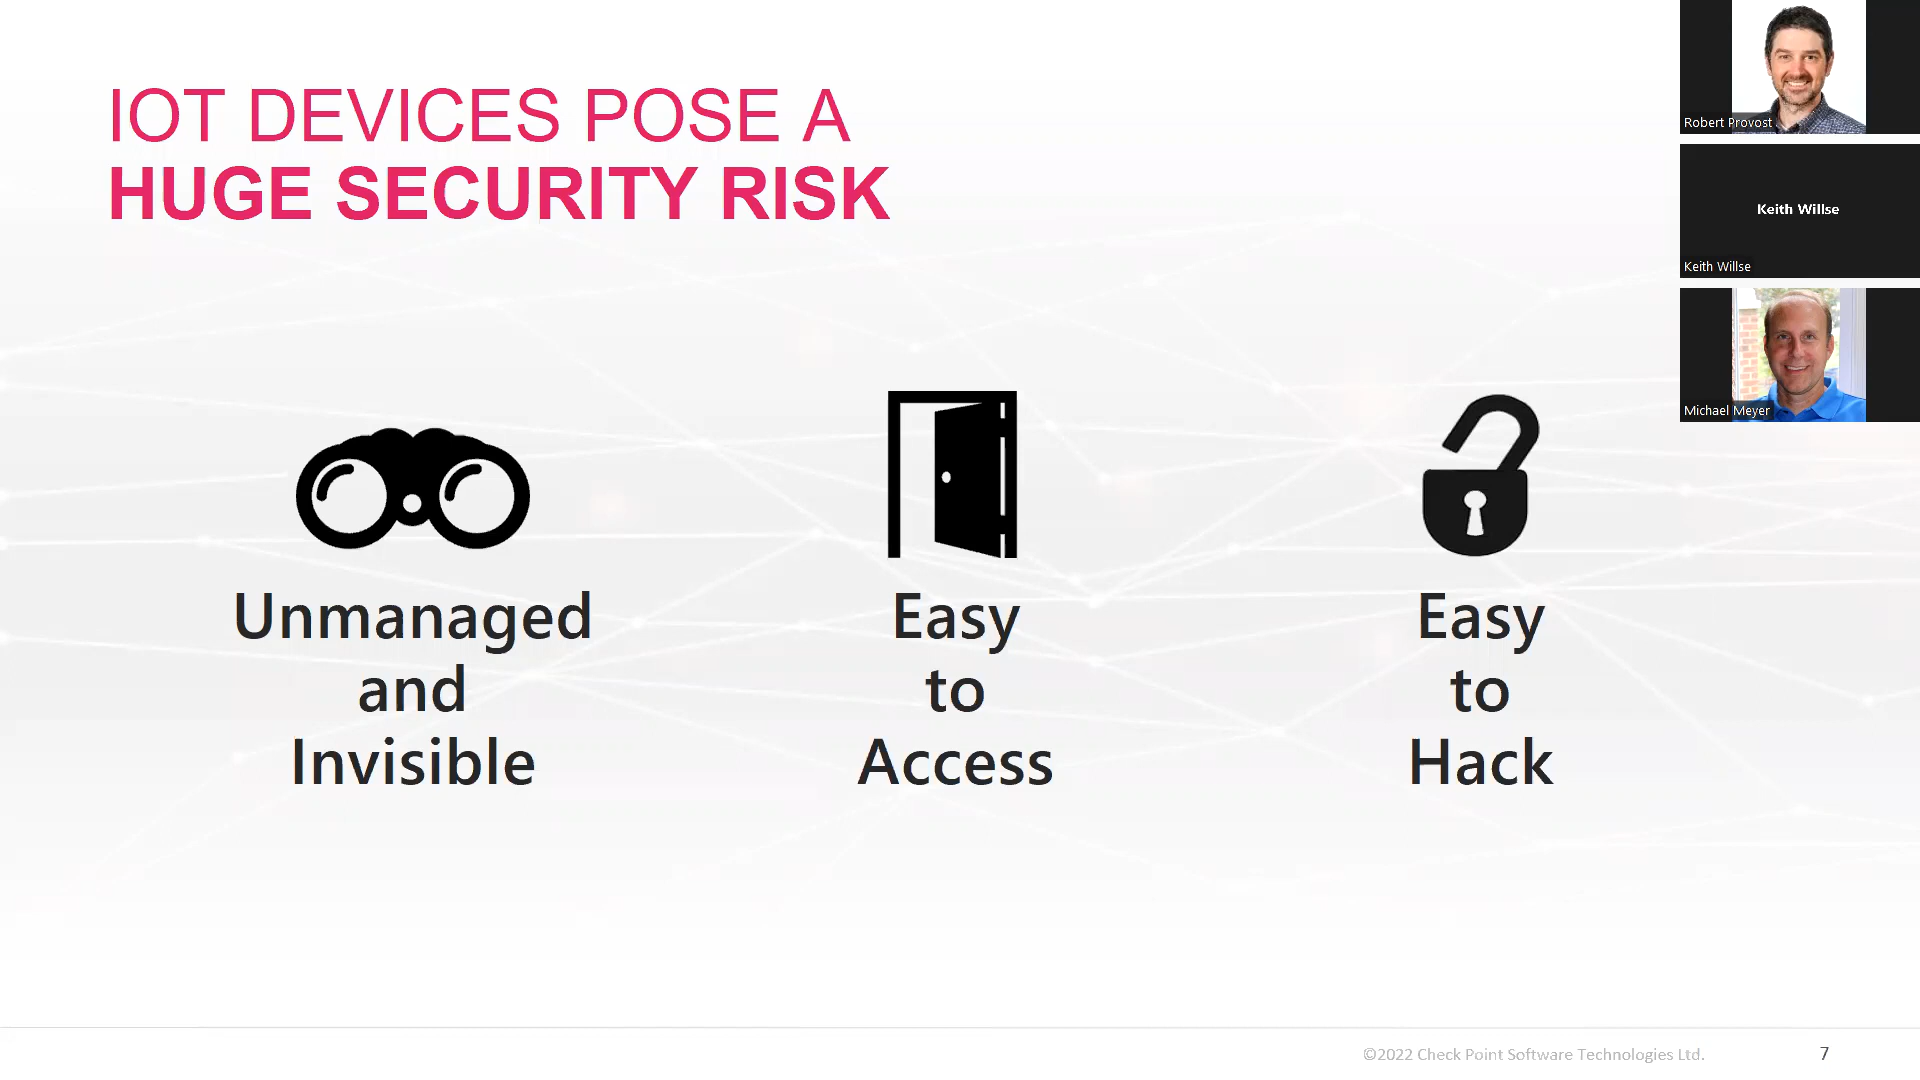 IOT DEVICES POSE A
HUGE SECURITY RISK
Robert Provost
Keith Willse
Keith Willse
Michael Meyer
Unmanaged
and
Invisible
Easy
to
Access
Easy
to
Hack
©2022 Check Point Software Technologies Ltd.
7